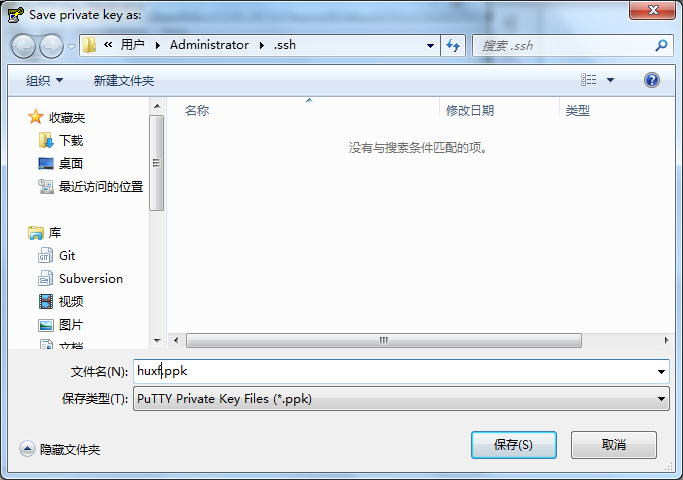 Save private key as:
« 用户 ▸ Administrator ▸ .ssh
搜索 .ssh
组织 新建文件夹
名称 修改日期 类型
没有与搜索条件匹配的项。
收藏夹
下载
桌面
最近访问的位置
库
Git
Subversion
视频
图片
文档
文件名(N): huxf.ppk
保存类型(T): PuTTY Private Key Files (*.ppk)
隐藏文件夹 保存(S) 取消